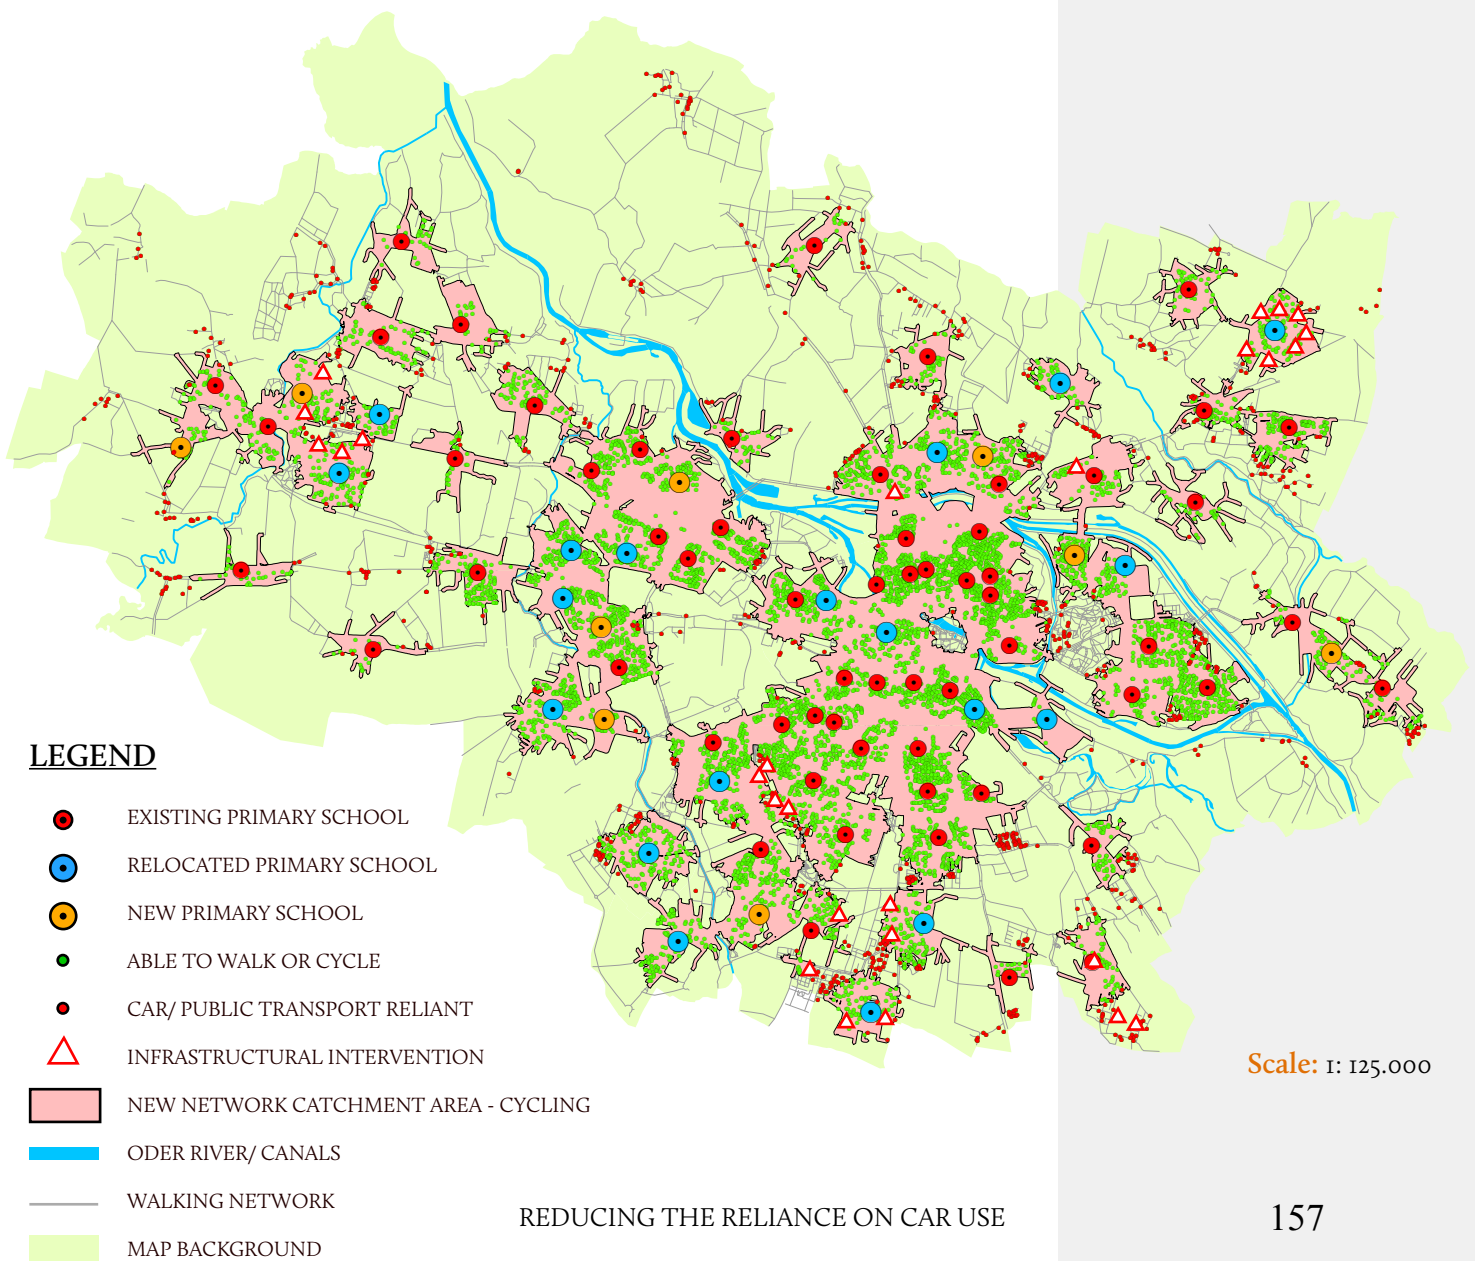 LEGEND
EXISTING PRIMARY SCHOOL
RELOCATED PRIMARY SCHOOL
NEW PRIMARY SCHOOL
ABLE TO WALK OR CYCLE
CAR/ PUBLIC TRANSPORT RELIANT
INFRASTRUCTURAL INTERVENTION
NEW NETWORK CATCHMENT AREA - CYCLING
ODER RIVER/ CANALS
WALKING NETWORK
MAP BACKGROUND
Scale: 1: 125.000
REDUCING THE RELIANCE ON CAR USE
157